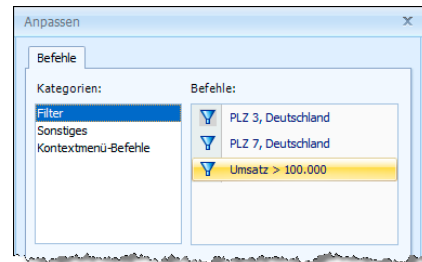 Anpassen
x
Befehle
Kategorien:
Befehle:
Filter
Sonstiges
Kontextmenü-Befehle
PLZ 3, Deutschland
PLZ 7, Deutschland
Umsatz > 100.000